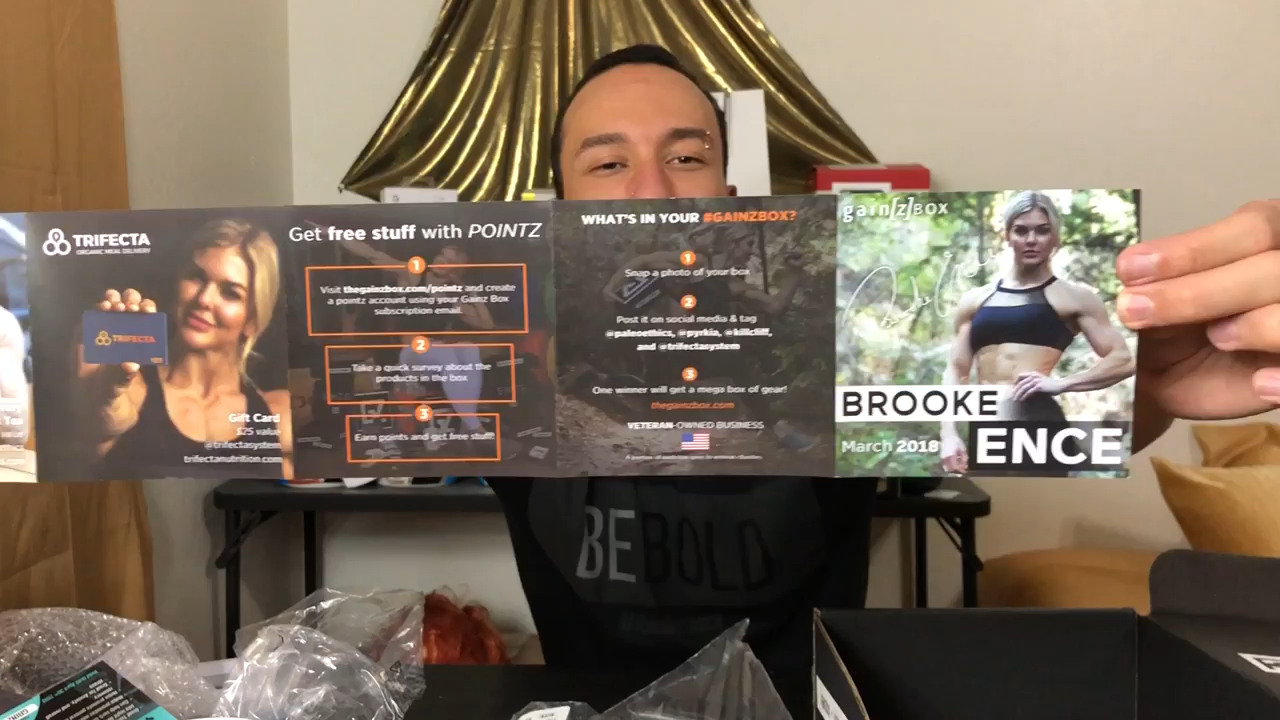 TRIFECTA
ORGANIC MEAL DELIVERY
TRIFECTA
Gift Card
$25 value
@trifectasystem
trifectanutrition.com
Get free stuff with POINTZ
1
Visit thegainzbox.com/pointz and create
a pointz account using your Gainz Box
subscription email.
2
Take a quick survey about the
products in the box
3
Earn points and get free stuff!
WHAT'S IN YOUR #GAINZBOX?
1
Snap a photo of your box
2
Post it on social media & tag
@paleoethics, @pyrkia, @killcliff,
and @trifectasystem
3
One winner will get a mega box of gear!
thegainzbox.com
VETERAN-OWNED BUSINESS
gain[z]BOX
BROOKE
March 2018
ENCE
BE BOLD